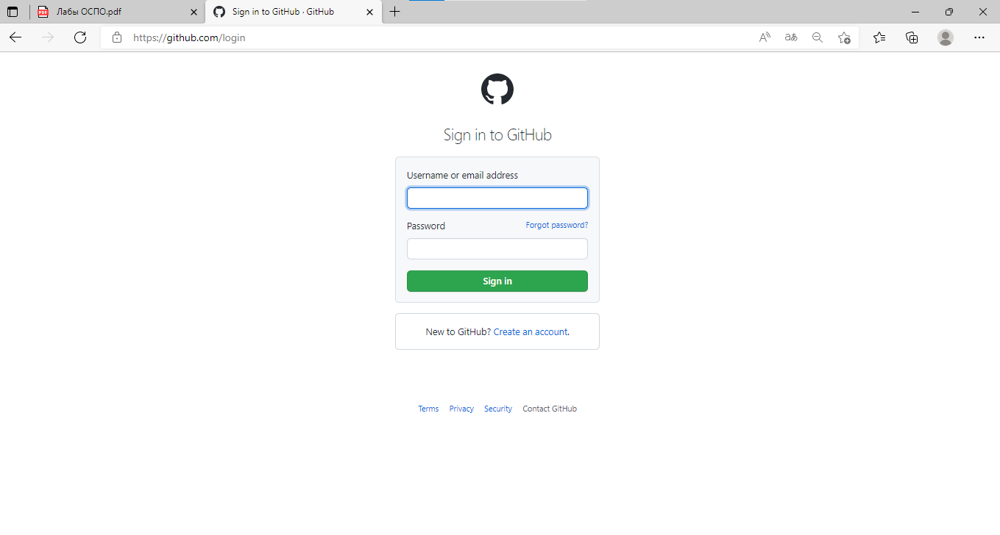 Лабы ОСПО.pdf
Sign in to GitHub · GitHub
https://github.com/login
Sign in to GitHub
Username or email address
Password
Forgot password?
Sign in
New to GitHub? Create an account.
Terms Privacy Security Contact GitHub